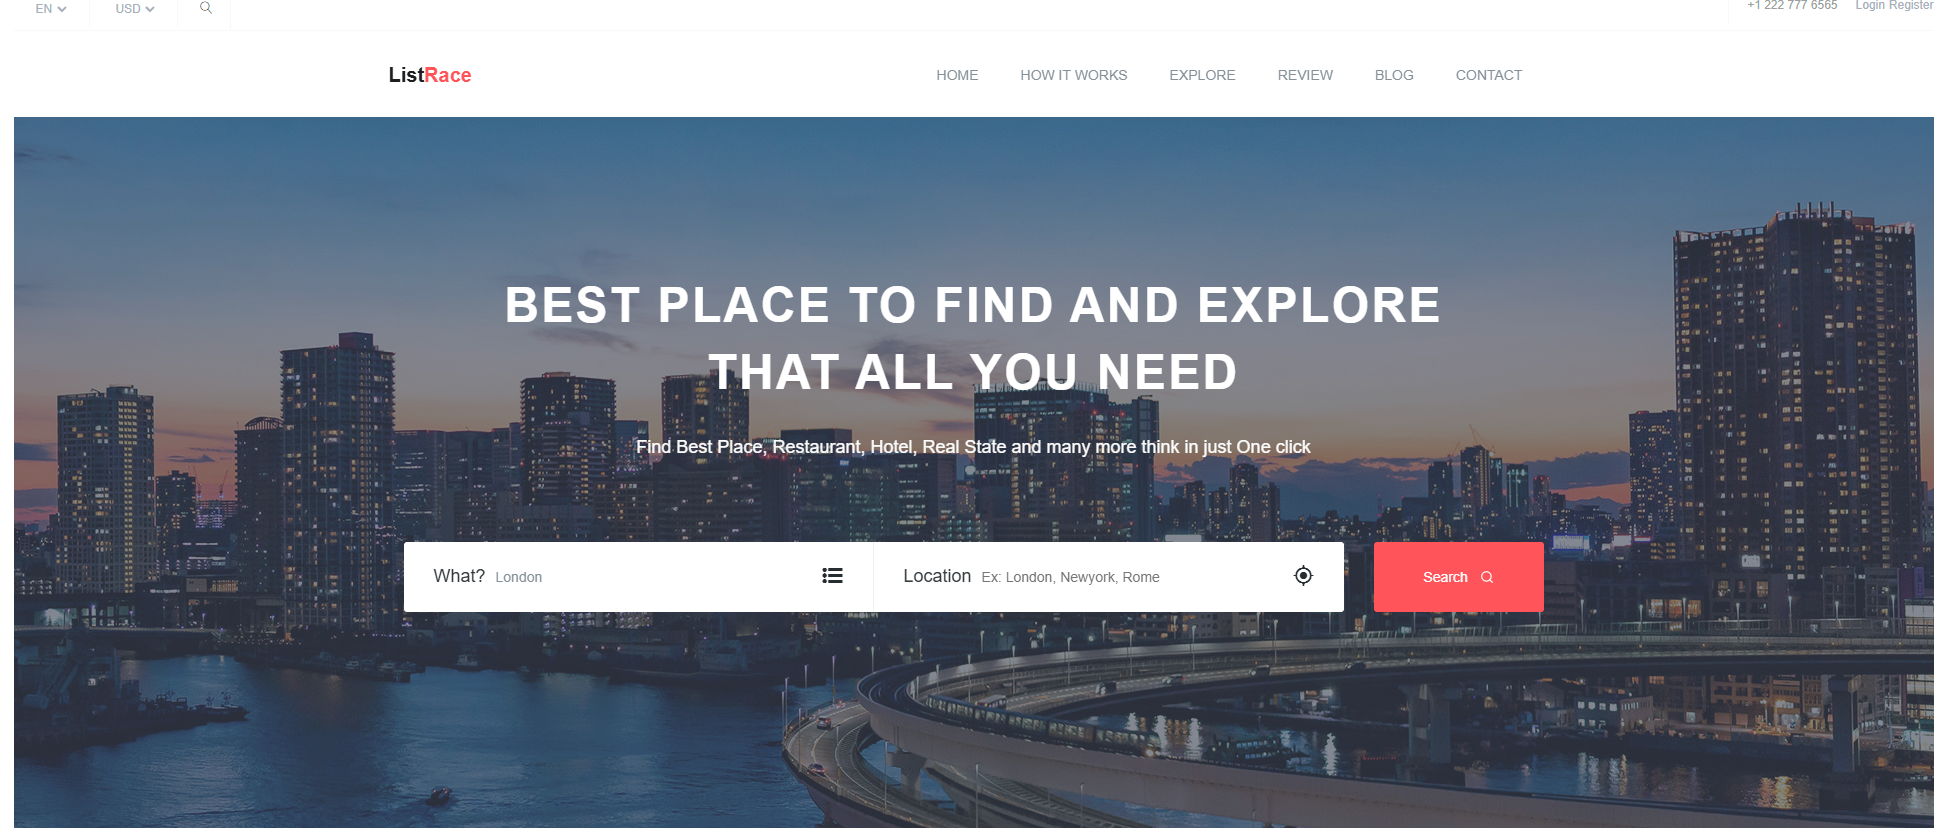 EN USD +1 222 777 6565 Login Register
ListRace HOME HOW IT WORKS EXPLORE REVIEW BLOG CONTACT
BEST PLACE TO FIND AND EXPLORE
THAT ALL YOU NEED
Find Best Place, Restaurant, Hotel, Real State and many more think in just One click
What? London Location Ex: London, Newyork, Rome Search